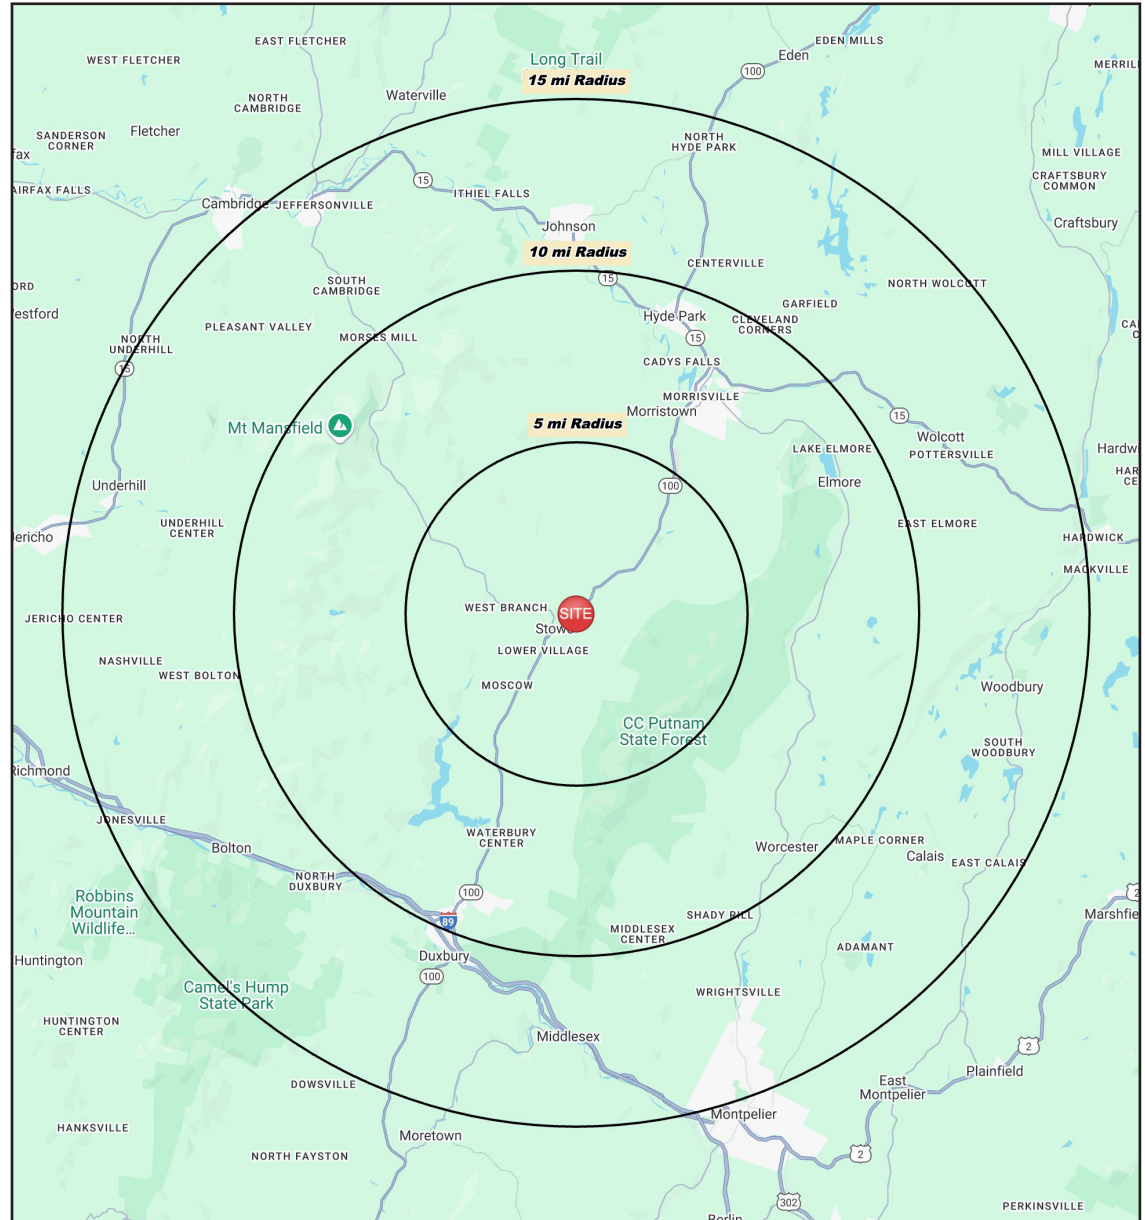 EAST FLETCHER
EDEN MILLS
Eden
WEST FLETCHER
Long Trail
100
15 mi Radius
Waterville
NORTH
CAMBRIDGE
Fletcher
SANDERSON
CORNER
NORTH
HYDE PARK
MILL VILLAGE
CRAFTSBURY
COMMON
15
ITHIEL FALLS
AIRFAX FALLS
Cambridge
JEFFERSONVILLE
Craftsbury
Johnson
10 mi Radius
CENTERVILLE
15
SOUTH
CAMBRIDGE
NORTH WOLCOTT
GARFIELD
Hyde Park
CLEVELAND
CORNERS
PLEASANT VALLEY
MORSES MILL
NORTH
UNDERHILL
15
15
CADYS FALLS
MORRISVILLE
Morristown
15
5 mi Radius
Mt Mansfield
Wolcott
POTTERSVILLE
LAKE ELMORE
Elmore
Underhill
100
UNDERHILL
CENTER
EAST ELMORE
HARDWICK
MACKVILLE
WEST BRANCH
SITE
Stowe
JERICHO CENTER
LOWER VILLAGE
NASHVILLE
WEST BOLTON
MOSCOW
Woodbury
CC Putnam
State Forest
SOUTH
WOODBURY
JONESVILLE
WATERBURY
CENTER
Bolton
Worcester
MAPLE CORNER
Calais
EAST CALAIS
NORTH
DUXBURY
100
Robbins
Mountain
Wildlife...
89
SHADY RILL
MIDDLESEX
CENTER
ADAMANT
Duxbury
100
Huntington
Camel's Hump
State Park
WRIGHTSVILLE
HUNTINGTON
CENTER
Middlesex
2
Plainfield
DOWSVILLE
East
Montpelier
Montpelier
HANKSVILLE
Moretown
NORTH FAYSTON
2
302
PERKINSVILLE